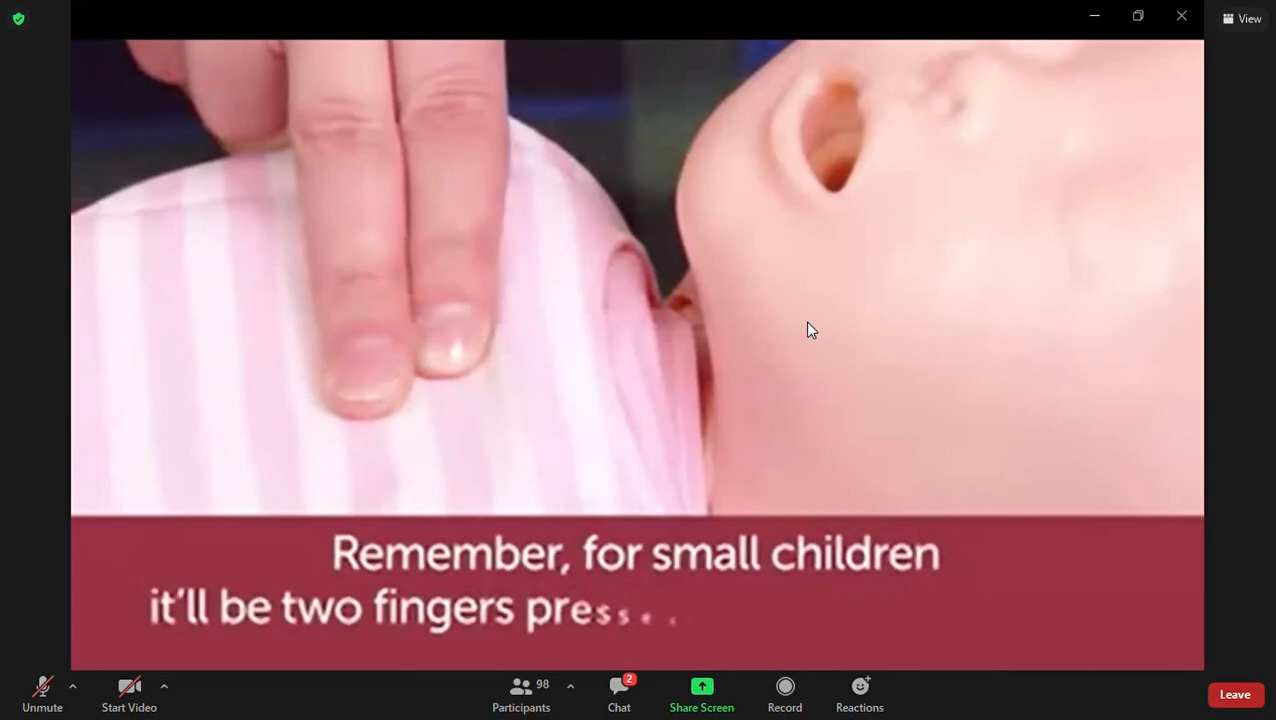 View
Remember, for small children
it'll be two fingers press
98
2
Unmute
Start Video
Participants
Chat
Share Screen
Record
Reactions
Leave